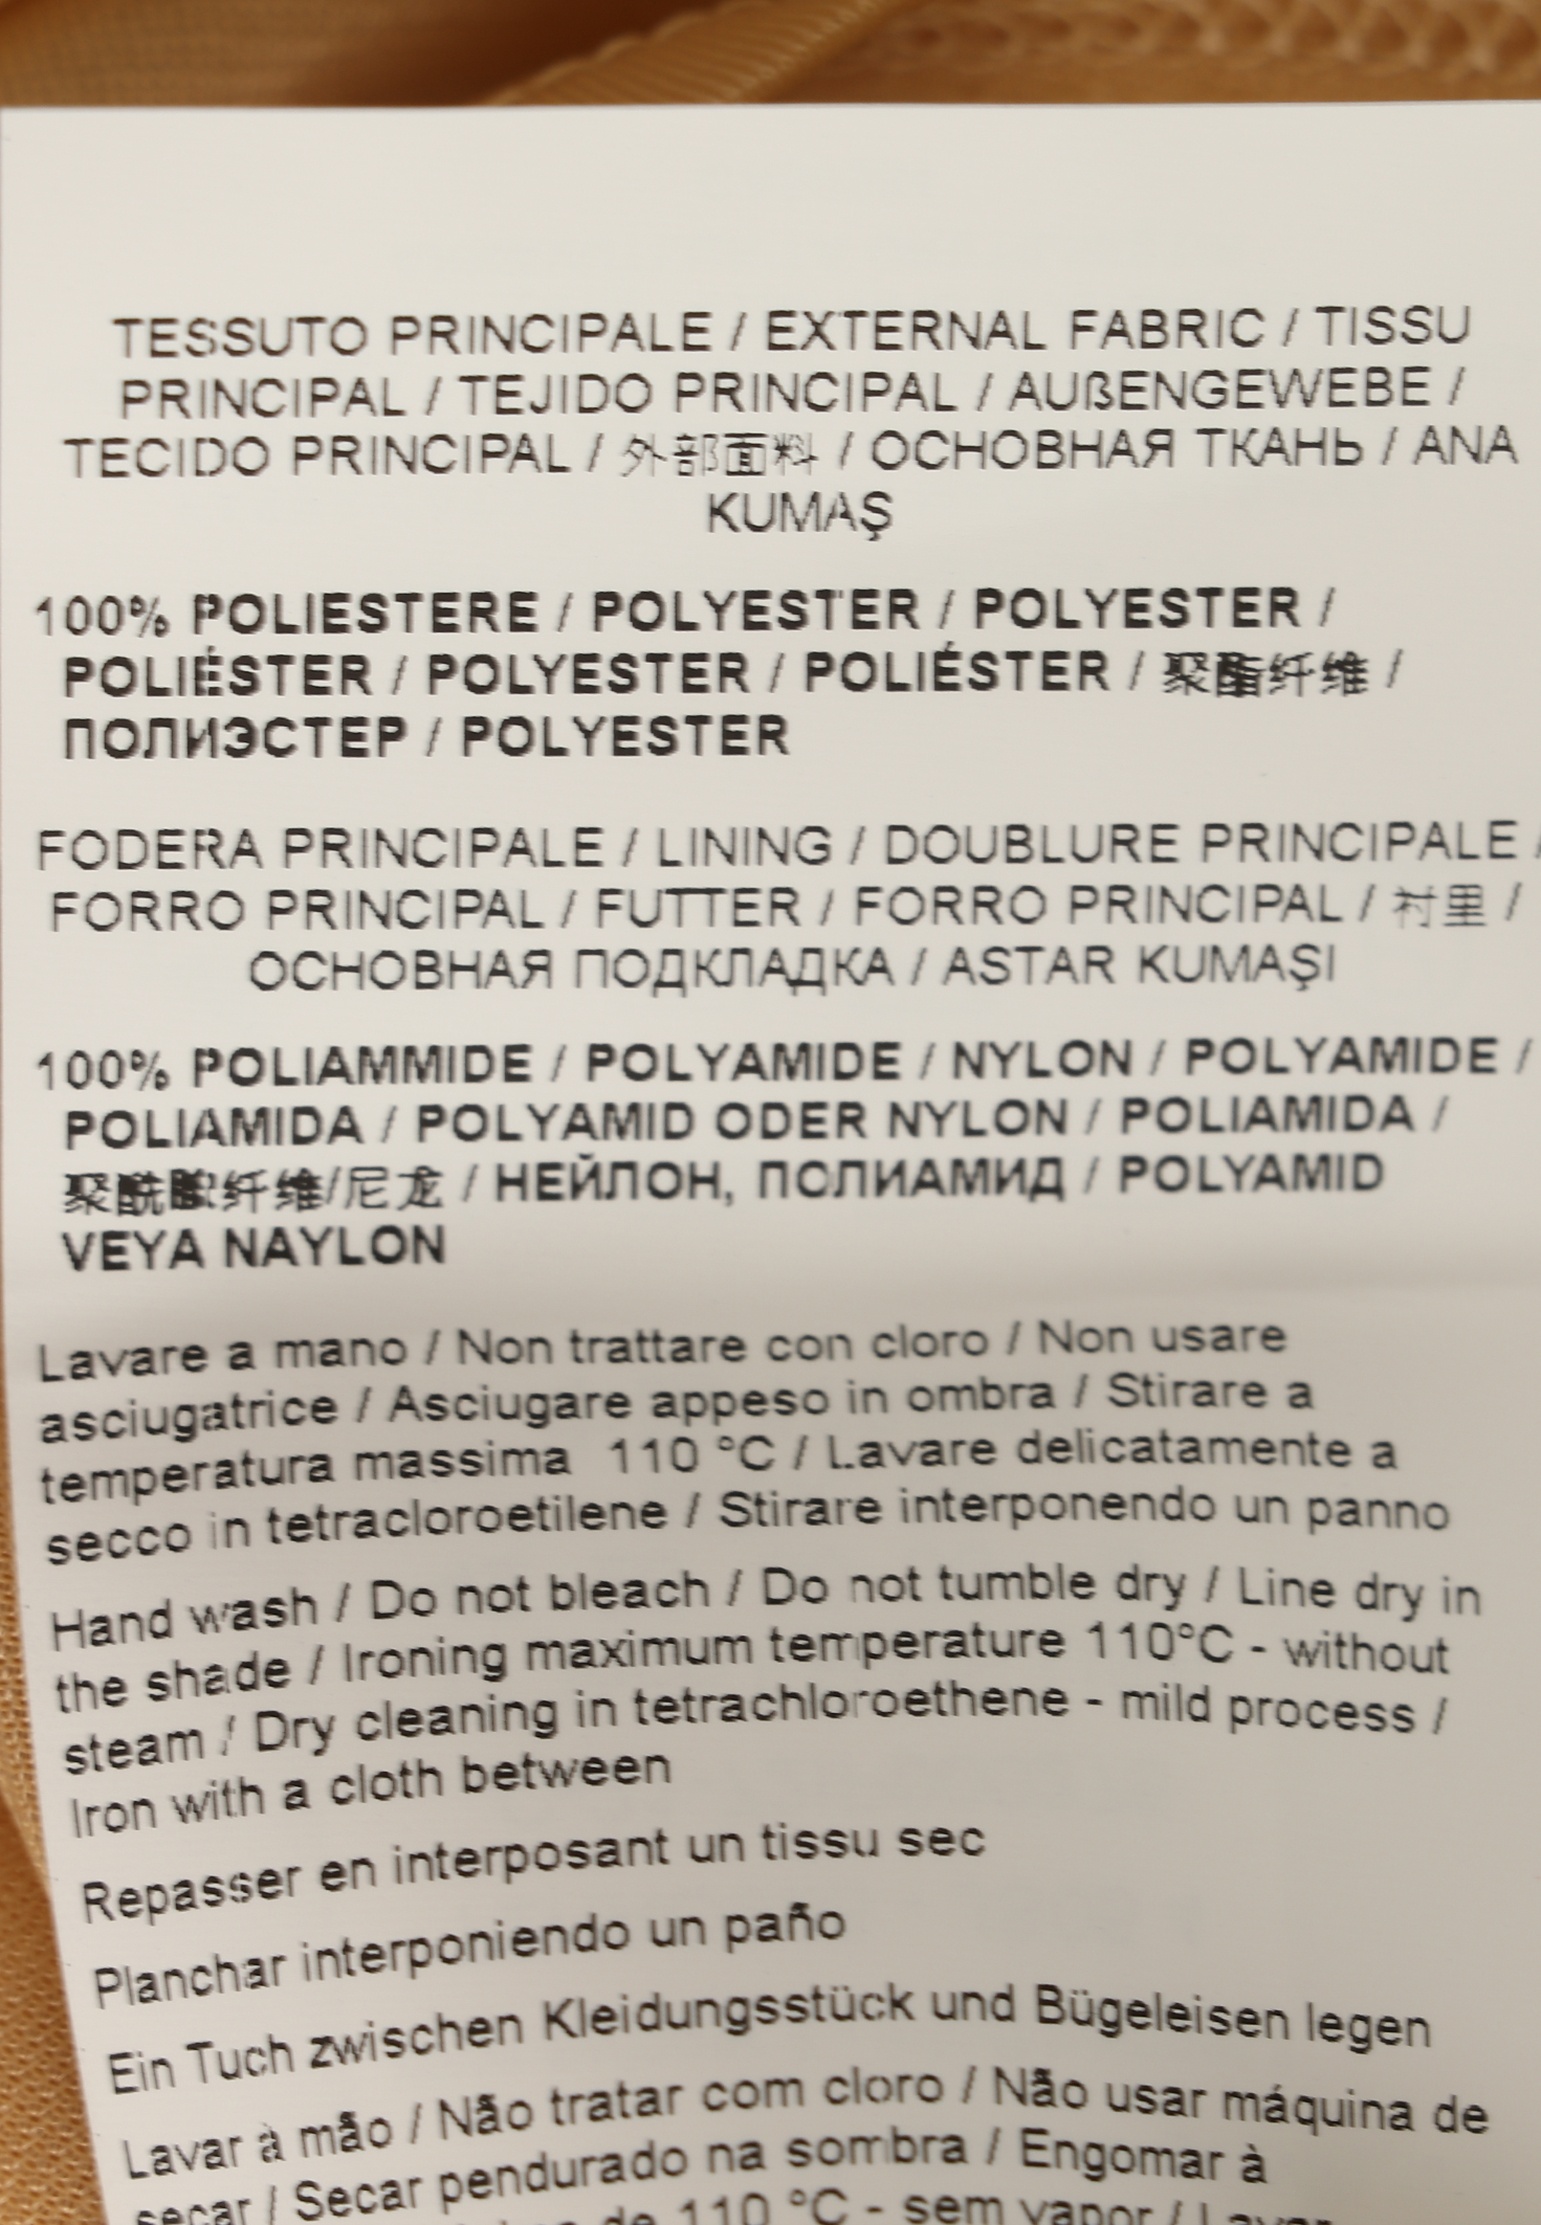 TESSUTO PRINCIPALE / EXTERNAL FABRIC / TISSU
PRINCIPAL / TEJIDO PRINCIPAL / AUßENGEWEBE /
TECIDO PRINCIPAL / 外部面料 / ОСНОВНАЯ ТКАНЬ / ANA
KUMAŞ
100% POLIESTERE / POLYESTER / POLYESTER /
POLIÉSTER / POLYESTER / POLIÉSTER / 聚酯纤维 /
ПОЛИЭСТЕР / POLYESTER
FODERA PRINCIPALE / LINING / DOUBLURE PRINCIPALE /
FORRO PRINCIPAL / FUTTER / FORRO PRINCIPAL / 衬里 /
ОСНОВНАЯ ПОДКЛАДКА / ASTAR KUMAŞI
100% POLIAMMIDE / POLYAMIDE / NYLON / POLYAMIDE /
POLIAMIDA / POLYAMID ODER NYLON / POLIAMIDA /
聚酰胺纤维/尼龙 / НЕЙЛОН, ПОЛИАМИД / POLYAMID
VEYA NAYLON
Lavare a mano / Non trattare con cloro / Non usare
asciugatrice / Asciugare appeso in ombra / Stirare a
temperatura massima 110 °C / Lavare delicatamente a
secco in tetracloroetilene / Stirare interponendo un panno
Hand wash / Do not bleach / Do not tumble dry / Line dry in
the shade / Ironing maximum temperature 110°C - without
steam / Dry cleaning in tetrachloroethene - mild process /
Iron with a cloth between
Repasser en interposant un tissu sec
Planchar interponiendo un paño
Ein Tuch zwischen Kleidungsstück und Bügeleisen legen
Lavar à mão / Não tratar com cloro / Não usar máquina de
secar / Secar pendurado na sombra / Engomar à
de 110 °C - sem vapor / Lavar